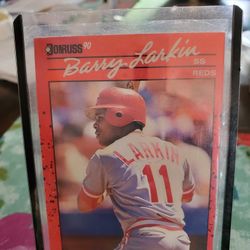 DONRUSS 90
Barry Larkin
SS
REDS
LARKIN
11